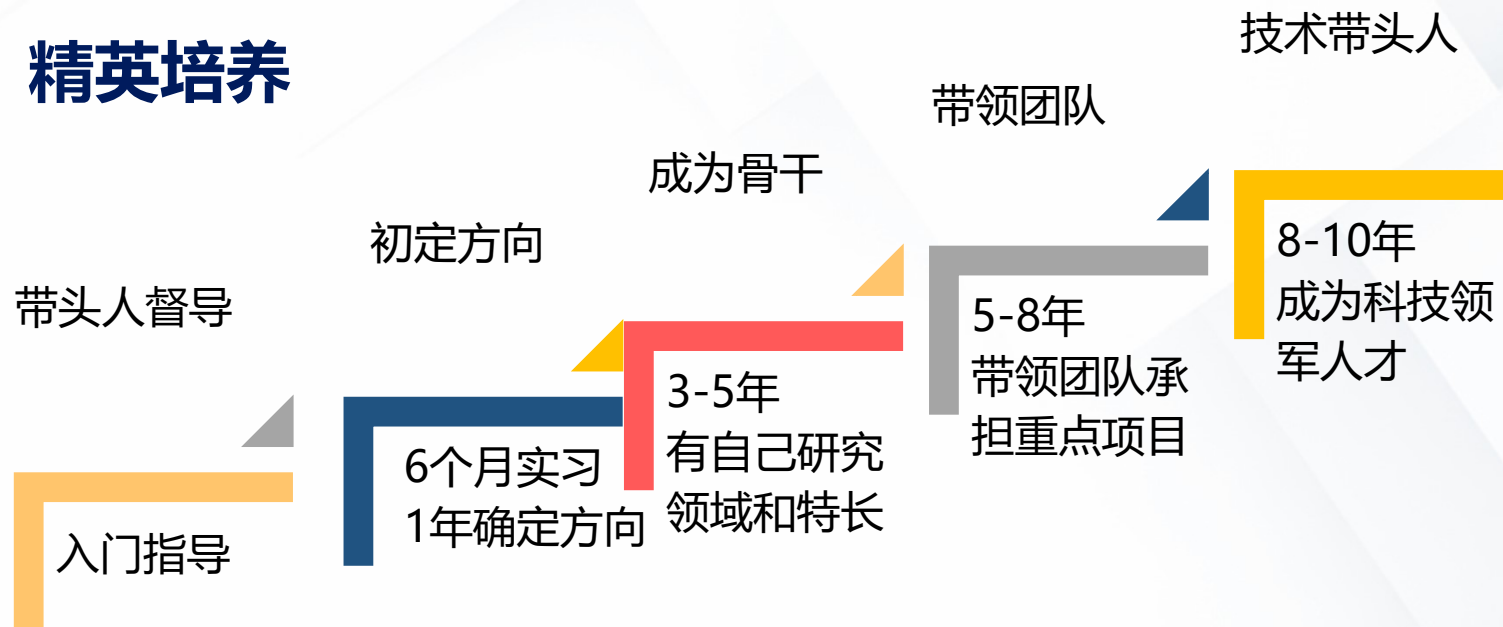 精英培养
带头人督导
入门指导
初定方向
6个月实习
1年确定方向
成为骨干
3-5年
有自己研究
领域和特长
带领团队
5-8年
带领团队承
担重点项目
技术带头人
8-10年
成为科技领
军人才